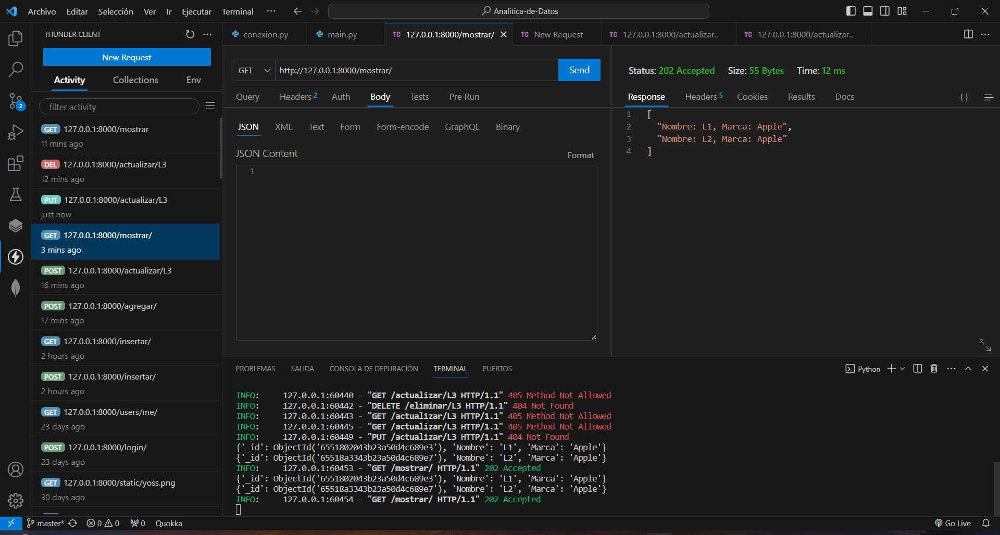 Archivo Editar Selección Ver Ir Ejecutar Terminal ··· Analitica-de-Datos
THUNDER CLIENT
New Request
Activity Collections Env
filter activity
GET 127.0.0.1:8000/mostrar
11 mins ago
DEL 127.0.0.1:8000/actualizar/L3
12 mins ago
PUT 127.0.0.1:8000/actualizar/L3
just now
GET 127.0.0.1:8000/mostrar/
3 mins ago
POST 127.0.0.1:8000/actualizar/L3
16 mins ago
POST 127.0.0.1:8000/agregar/
17 mins ago
GET 127.0.0.1:8000/insertar/
2 hours ago
POST 127.0.0.1:8000/insertar/
2 hours ago
GET 127.0.0.1:8000/users/me/
23 days ago
POST 127.0.0.1:8000/login/
23 days ago
GET 127.0.0.1:8000/static/yoss.png
30 days ago
2
conexion.py main.py TC 127.0.0.1:8000/mostrar/ TC New Request TC 127.0.0.1:8000/actualizar.. TC 127.0.0.1:8000/actualizar..
GET http://127.0.0.1:8000/mostrar/ Send
Query Headers 2 Auth Body Tests Pre Run
JSON XML Text Form Form-encode GraphQL Binary
JSON Content
Format
1
Status: 202 Accepted Size: 55 Bytes Time: 12 ms
Response Headers 5 Cookies Results Docs { }
1 [
2 "Nombre: L1, Marca: Apple",
3 "Nombre: L2, Marca: Apple"
4 ]
PROBLEMAS SALIDA CONSOLA DE DEPURACIÓN TERMINAL PUERTOS Python
INFO: 127.0.0.1:60440 - "GET /actualizar/L3 HTTP/1.1" 405 Method Not Allowed
INFO: 127.0.0.1:60442 - "DELETE /eliminar/L3 HTTP/1.1" 404 Not Found
INFO: 127.0.0.1:60443 - "GET /actualizar/L3 HTTP/1.1" 405 Method Not Allowed
INFO: 127.0.0.1:60445 - "GET /actualizar/L3 HTTP/1.1" 405 Method Not Allowed
INFO: 127.0.0.1:60449 - "PUT /actualizar/L3 HTTP/1.1" 404 Not Found
{'_id': ObjectId('6551802043b23a50d4c689e3'), 'Nombre': 'L1', 'Marca': 'Apple'}
{'_id': ObjectId('65518a3343b23a50d4c689e7'), 'Nombre': 'L2', 'Marca': 'Apple'}
INFO: 127.0.0.1:60453 - "GET /mostrar/ HTTP/1.1" 202 Accepted
{'_id': ObjectId('6551802043b23a50d4c689e3'), 'Nombre': 'L1', 'Marca': 'Apple'}
{'_id': ObjectId('65518a3343b23a50d4c689e7'), 'Nombre': 'L2', 'Marca': 'Apple'}
INFO: 127.0.0.1:60454 - "GET /mostrar/ HTTP/1.1" 202 Accepted
master* 0 0 0 Quokka Go Live